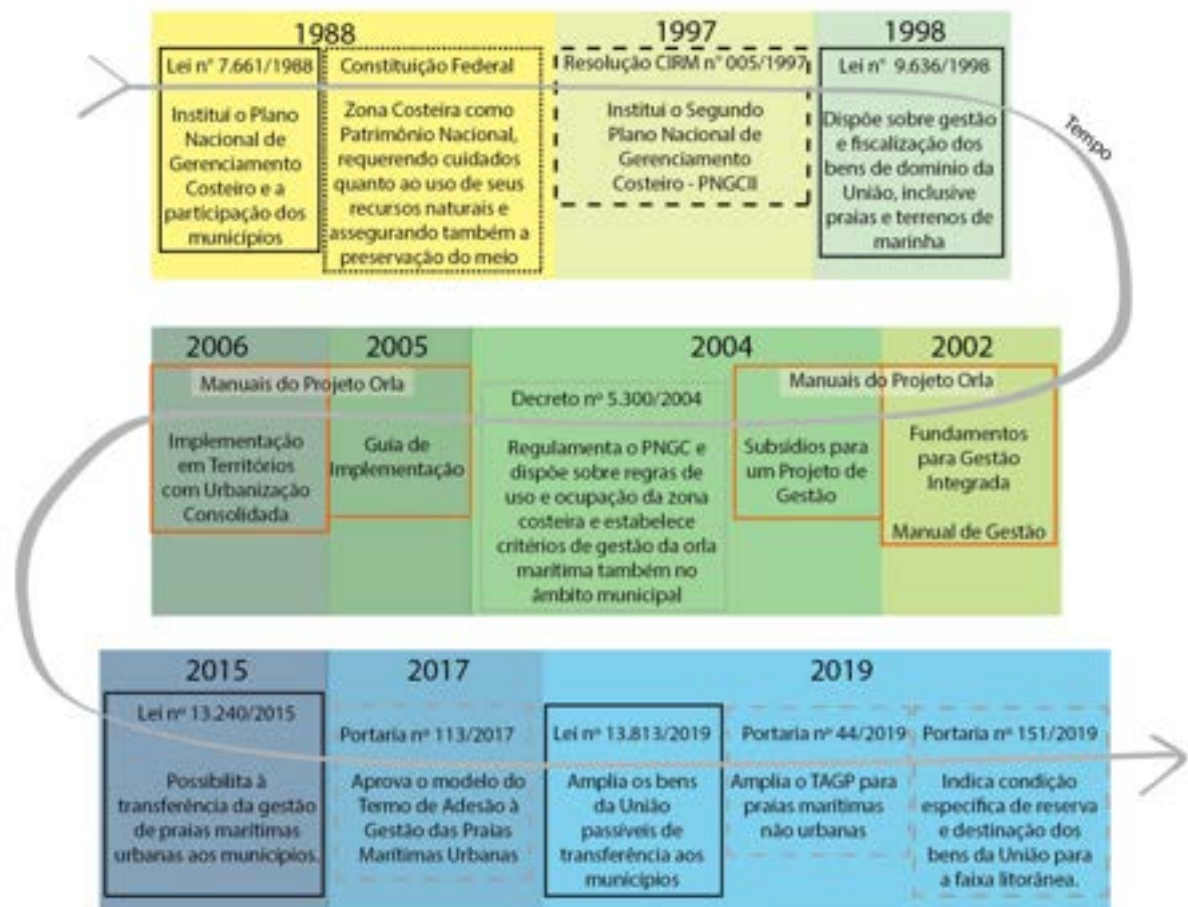 1988
Lei n° 7.661/1988
Institui o Plano
Nacional de
Gerenciamento
Costeiro e a
participação dos
municípios
Constituição Federal
Zona Costeira como
Patrimônio Nacional,
requerendo cuidados
quanto ao uso de seus
recursos naturais e
assegurando também a
preservação do meio
1997
Resolução CIRM n° 005/1997
Institui o Segundo
Plano Nacional de
Gerenciamento
Costeiro - PNGCII
1998
Lei n° 9.636/1998
Dispõe sobre gestão
e fiscalização dos
bens de domínio da
União, inclusive
praias e terrenos de
marinha
Tempo
2002
Manuais do Projeto Orla
Fundamentos
para Gestão
Integrada
Manual de Gestão
2004
Subsídios para
um Projeto de
Gestão
Decreto nº 5.300/2004
Regulamenta o PNGC e
dispõe sobre regras de
uso e ocupação da zona
costeira e estabelece
critérios de gestão da orla
marítima também no
âmbito municipal
2005
Manuais do Projeto Orla
Guia de
Implementação
2006
Implementação
em Territórios
com Urbanização
Consolidada
2015
Lei nº 13.240/2015
Possibilita à
transferência da gestão
de praias marítimas
urbanas aos municípios.
2017
Portaria nº 113/2017
Aprova o modelo do
Termo de Adesão à
Gestão das Praias
Marítimas Urbanas
2019
Lei nº 13.813/2019
Amplia os bens
da União
passíveis de
transferência aos
municípios
Portaria nº 44/2019
Amplia o TAGP para
praias marítimas
não urbanas
Portaria nº 151/2019
Indica condição
específica de reserva
e destinação dos
bens da União para
a faixa litorânea.